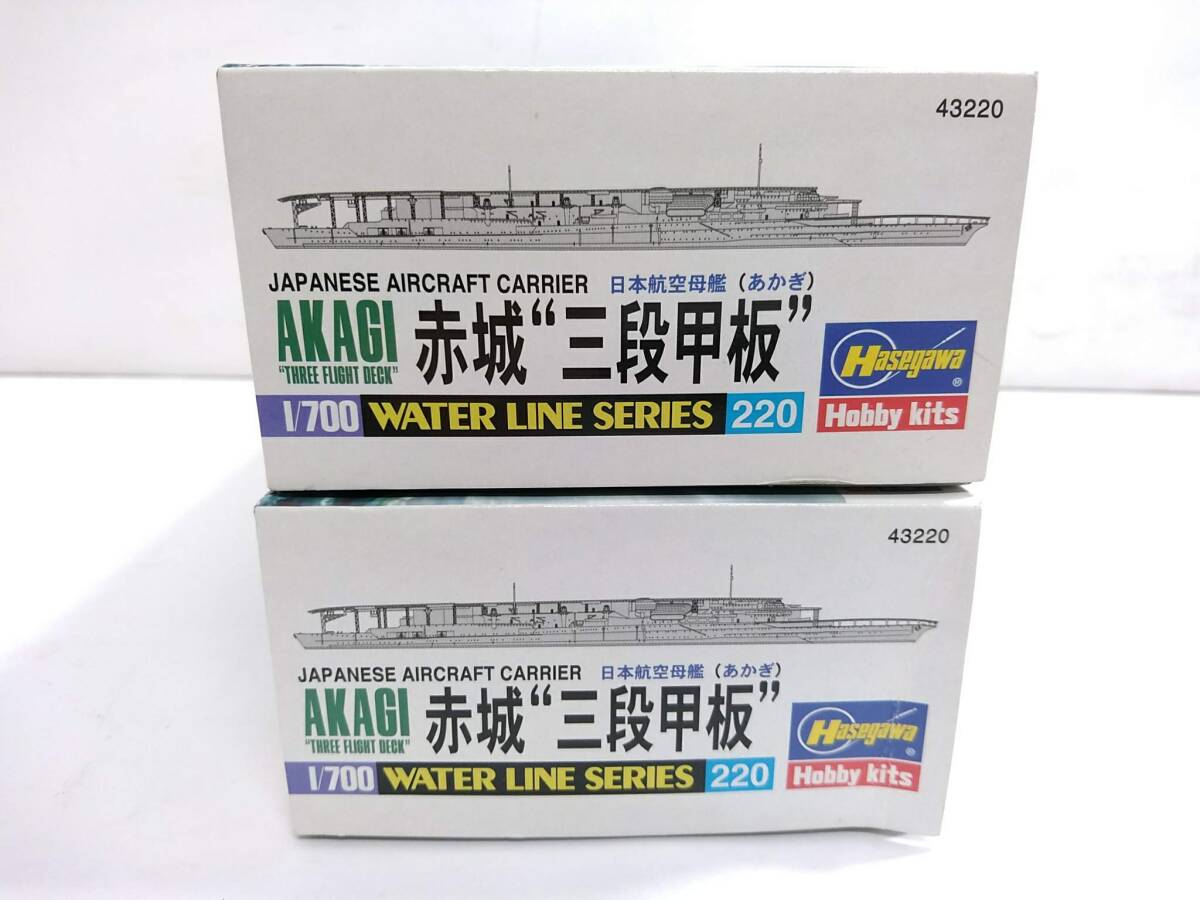 43220
JAPANESE AIRCRAFT CARRIER 日本航空母艦 (あかぎ)
AKAGI 赤城“三段甲板”
"THREE FLIGHT DECK"
1/700 WATER LINE SERIES 220
Hasegawa ®
Hobby kits
43220
JAPANESE AIRCRAFT CARRIER 日本航空母艦 (あかぎ)
AKAGI 赤城“三段甲板”
"THREE FLIGHT DECK"
1/700 WATER LINE SERIES 220
Hasegawa ®
Hobby kits